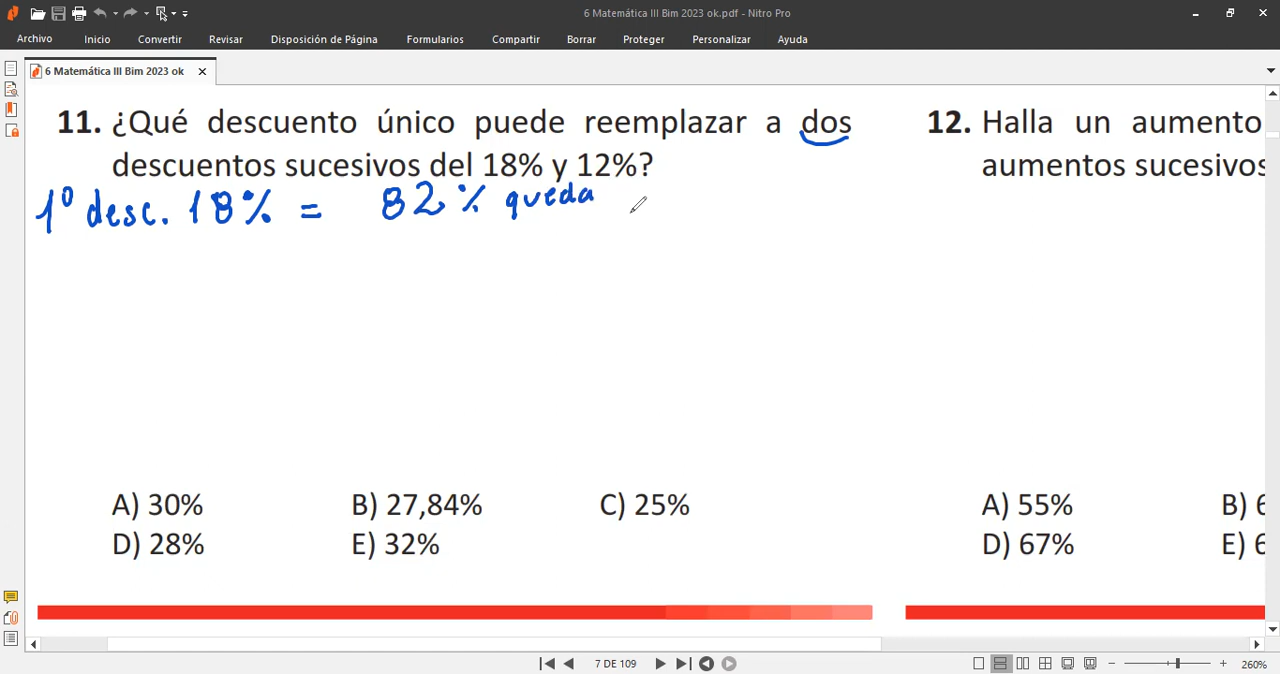 6 Matemática III Bim 2023 ok.pdf - Nitro Pro
Archivo Inicio Convertir Revisar Disposición de Página Formularios Compartir Borrar Proteger Personalizar Ayuda
6 Matemática III Bim 2023 ok
11. ¿Qué descuento único puede reemplazar a dos
descuentos sucesivos del 18% y 12%?
1º desc. 18% = 82% queda
A) 30% B) 27,84% C) 25%
D) 28% E) 32%
12. Halla un aumento
aumentos sucesivos
A) 55% B) 6
D) 67% E) 6
7 DE 109
260%